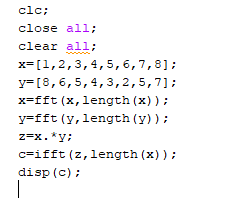 clc;
close all;
clear all;
x=[1,2,3,4,5,6,7,8];
y=[8,6,5,4,3,2,5,7];
x=fft(x,length(x));
y=fft(y,length(y));
z=x.*y;
c=ifft(z,length(x));
disp(c);